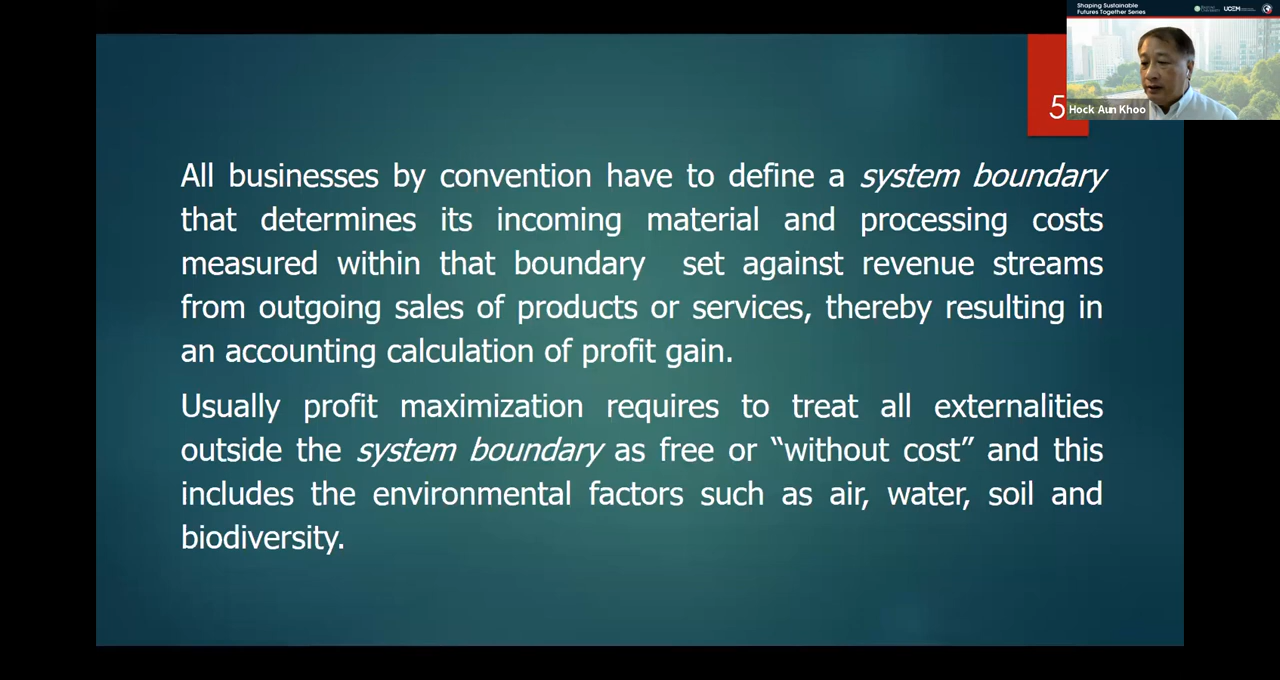 Shaping Sustainable
Futures Together Series
UCEM
5
Hock Aun Khoo
All businesses by convention have to define a system boundary
that determines its incoming material and processing costs
measured within that boundary set against revenue streams
from outgoing sales of products or services, thereby resulting in
an accounting calculation of profit gain.
Usually profit maximization requires to treat all externalities
outside the system boundary as free or “without cost” and this
includes the environmental factors such as air, water, soil and
biodiversity.